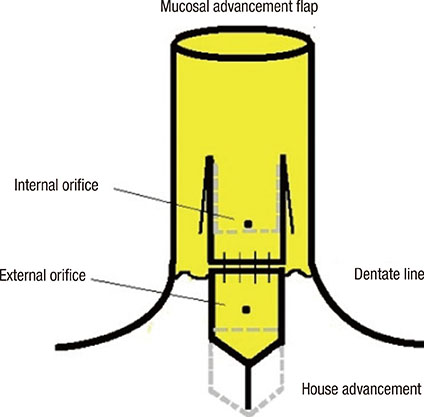 Mucosal advancement flap
Internal orifice
External orifice
Dentate line
House advancement